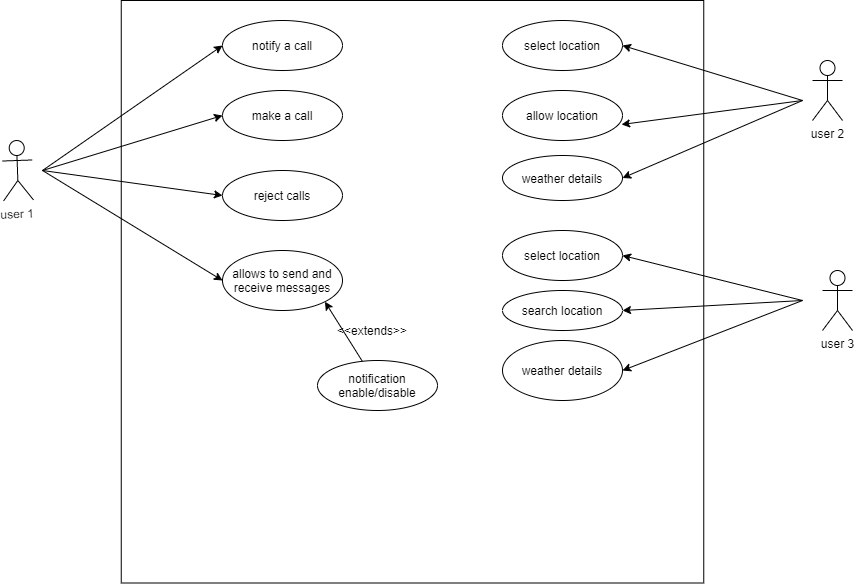 notify a call
make a call
reject calls
allows to send and
receive messages
<<extends>>
notification
enable/disable
user 1
select location
allow location
weather details
user 2
select location
search location
weather details
user 3